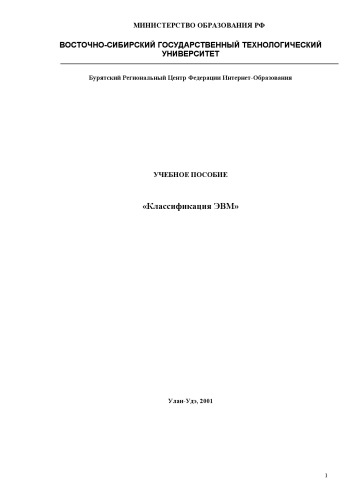 МИНИСТЕРСТВО ОБРАЗОВАНИЯ РФ
ВОСТОЧНО-СИБИРСКИЙ ГОСУДАРСТВЕННЫЙ ТЕХНОЛОГИЧЕСКИЙ
УНИВЕРСИТЕТ
Бурятский Региональный Центр Федерации Интернет-Образования
УЧЕБНОЕ ПОСОБИЕ
«Классификация ЭВМ»
Улан-Удэ, 2001
1